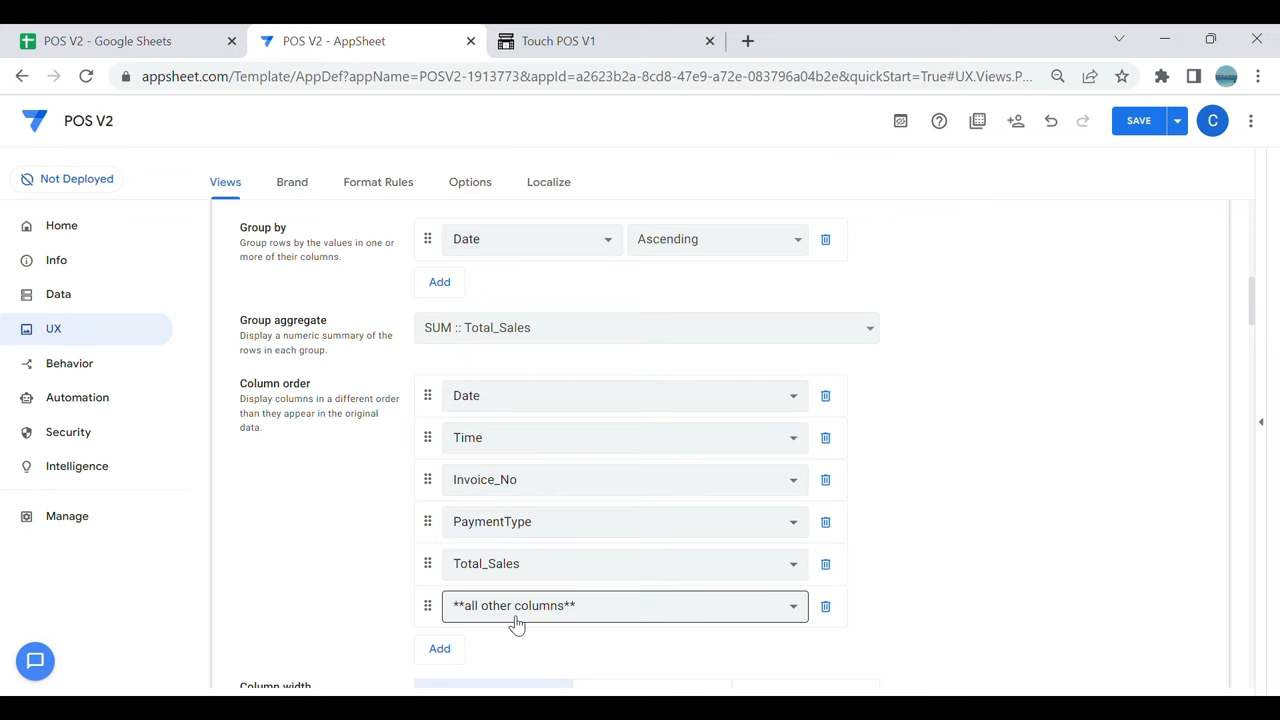 POS V2 - Google Sheets
POS V2 - AppSheet
Touch POS V1
appsheet.com/Template/AppDef?appName=POSV2-1913773&appId=a2623b2a-8cd8-47e9-a72e-083796a04b2e&quickStart=True#UX.Views.P...
POS V2
SAVE
C
Not Deployed
Views
Brand
Format Rules
Options
Localize
Home
Info
Data
UX
Behavior
Automation
Security
Intelligence
Manage
Group by
Group rows by the values in one or
more of their columns.
Date
Ascending
Add
Group aggregate
Display a numeric summary of the
rows in each group.
SUM :: Total_Sales
Column order
Display columns in a different order
than they appear in the original
data.
Date
Time
Invoice_No
PaymentType
Total_Sales
**all other columns**
Add
Column width